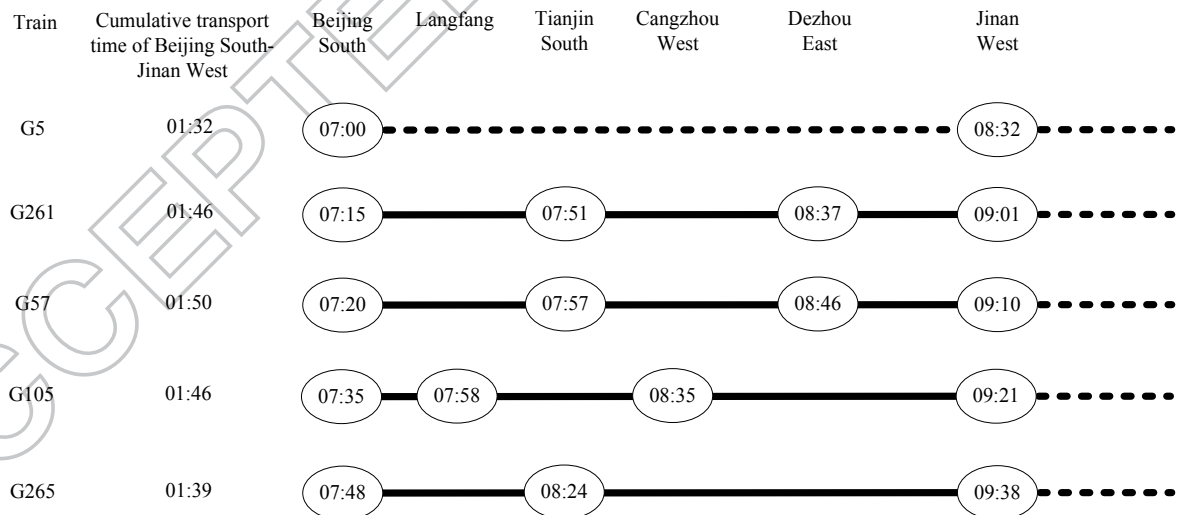 Train Cumulative transport time of Beijing South-Jinan West Beijing South Langfang Tianjin South Cangzhou West Dezhou East Jinan West
G5 01:32 07:00 08:32
G261 01:46 07:15 07:51 08:37 09:01
G57 01:50 07:20 07:57 08:46 09:10
G105 01:46 07:35 07:58 08:35 09:21
G265 01:39 07:48 08:24 09:38
CCEPTE